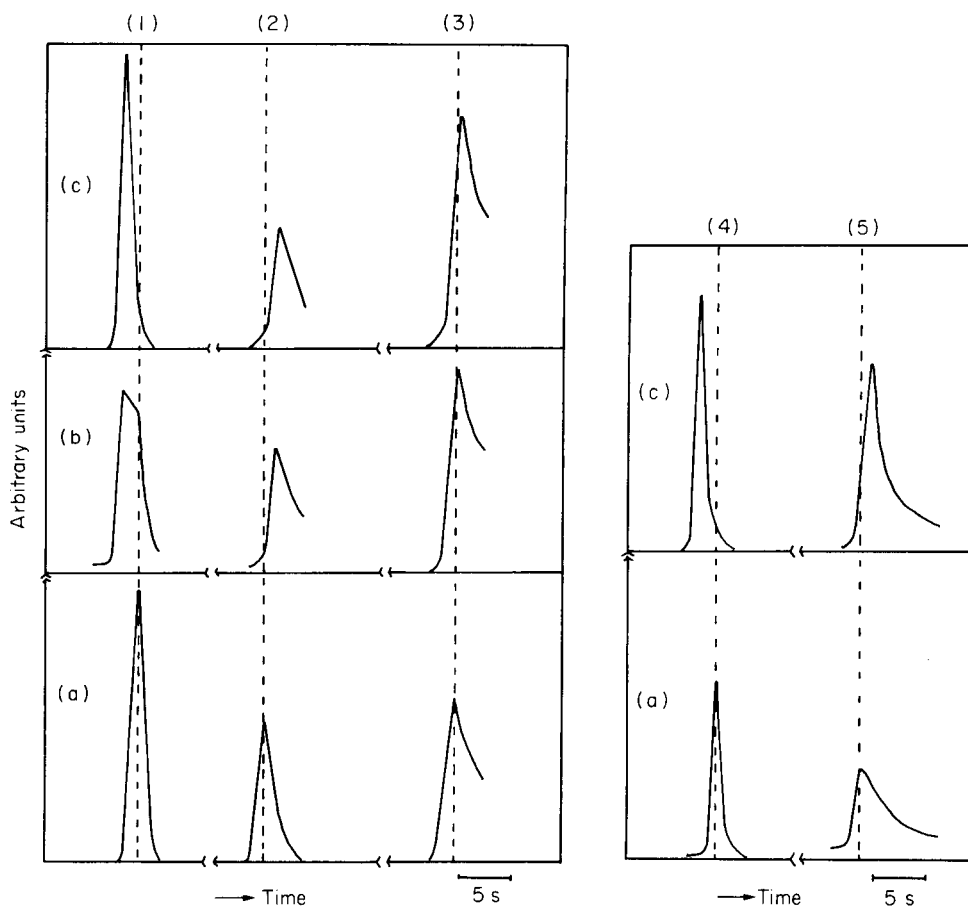 (1) (2) (3)
(c)
(b)
(a)
Arbitrary units
Time
5 s
(4) (5)
(c)
(a)
Time
5 s